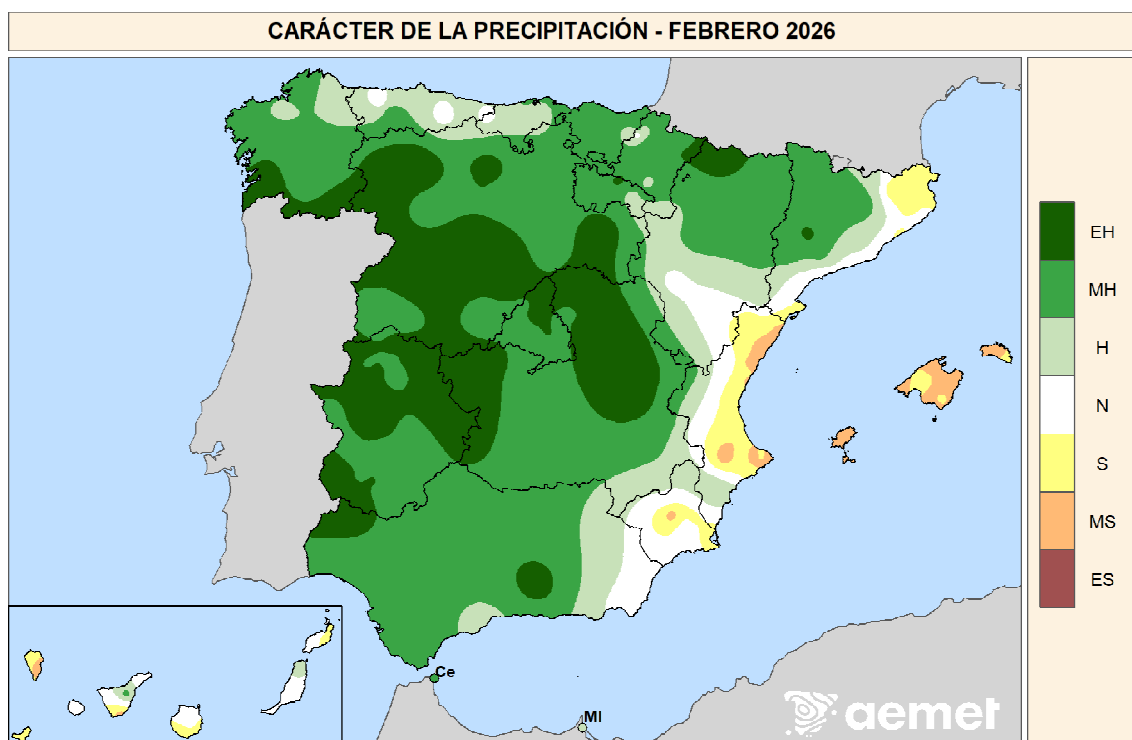 CARÁCTER DE LA PRECIPITACIÓN - FEBRERO 2026
EH
MH
H
N
S
MS
ES
Ce
Ml
aemet